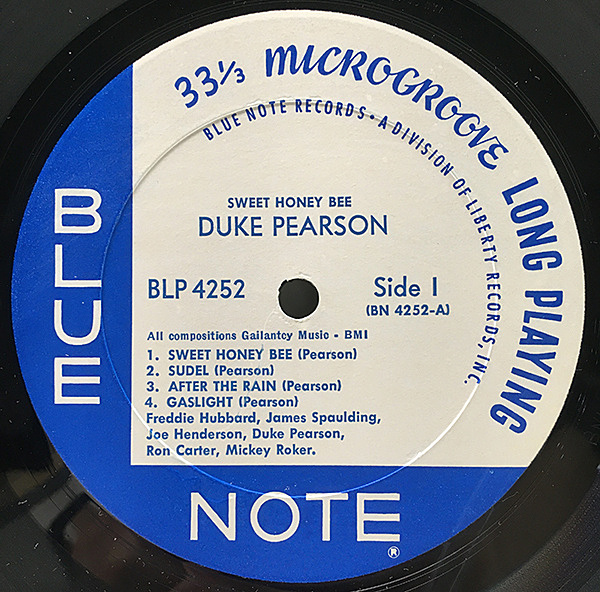 33⅓ MICROGROOVE LONG PLAYING
BLUE NOTE RECORDS • A DIVISION OF LIBERTY RECORDS, INC.
SWEET HONEY BEE
DUKE PEARSON
BLP 4252
Side 1
(BN 4252-A)
All compositions Gailantcy Music - BMI
1. SWEET HONEY BEE (Pearson)
2. SUDEL (Pearson)
3. AFTER THE RAIN (Pearson)
4. GASLIGHT (Pearson)
Freddie Hubbard, James Spaulding,
Joe Henderson, Duke Pearson,
Ron Carter, Mickey Roker.
BLUE
NOTE ®